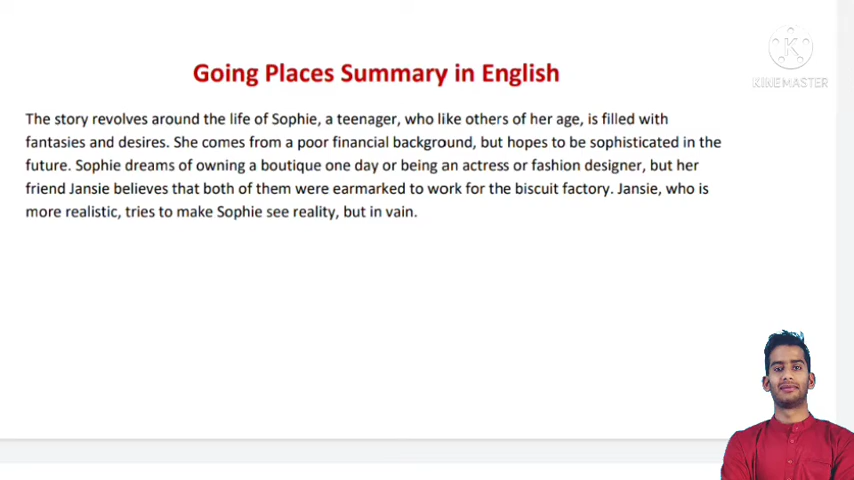 Going Places Summary in English
The story revolves around the life of Sophie, a teenager, who like others of her age, is filled with
fantasies and desires. She comes from a poor financial background, but hopes to be sophisticated in the
future. Sophie dreams of owning a boutique one day or being an actress or fashion designer, but her
friend Jansie believes that both of them were earmarked to work for the biscuit factory. Jansie, who is
more realistic, tries to make Sophie see reality, but in vain.
K
KINEMASTER